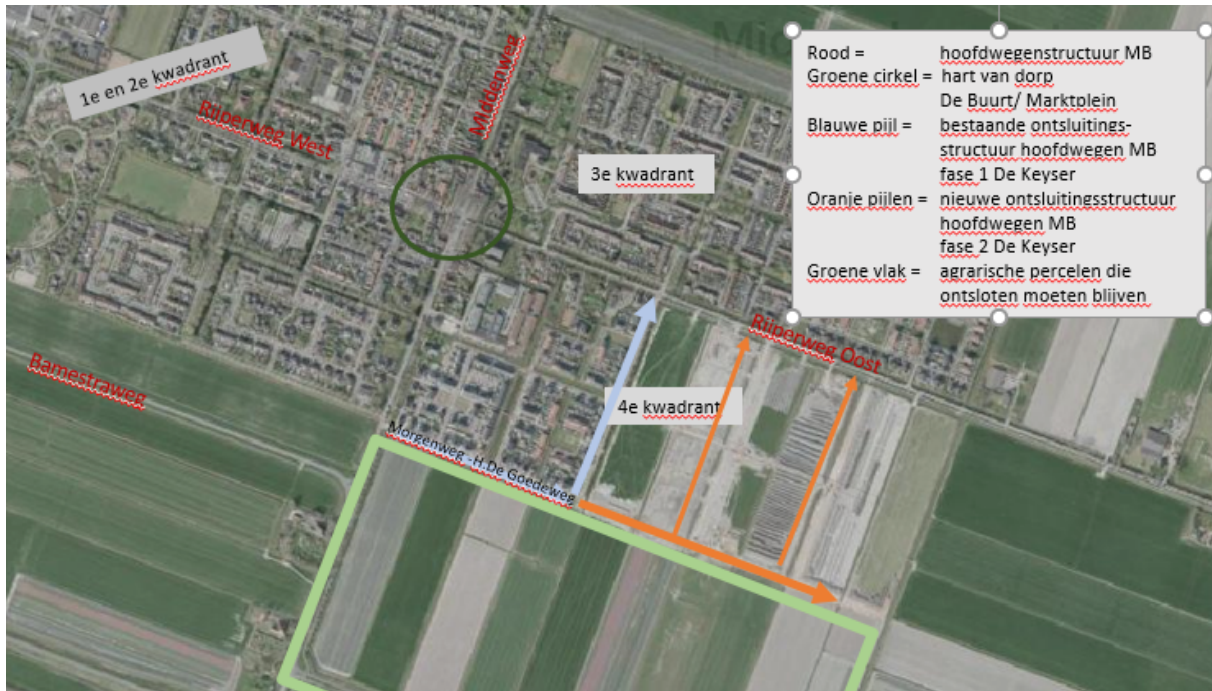 1e en 2e kwadrant
Rijperweg West
Middenweg
3e kwadrant
Rijperweg Oost
Bamestraweg
4e kwadrant
Morgenweg -H.De Goedeweg
Rood = hoofdwegenstructuur MB
Groene cirkel = hart van dorp
De Buurt/ Marktplein
Blauwe pijl = bestaande ontsluitings-
structuur hoofdwegen MB
fase 1 De Keyser
Oranje pijlen = nieuwe ontsluitingsstructuur
hoofdwegen MB
fase 2 De Keyser
Groene vlak = agrarische percelen die
ontsloten moeten blijven